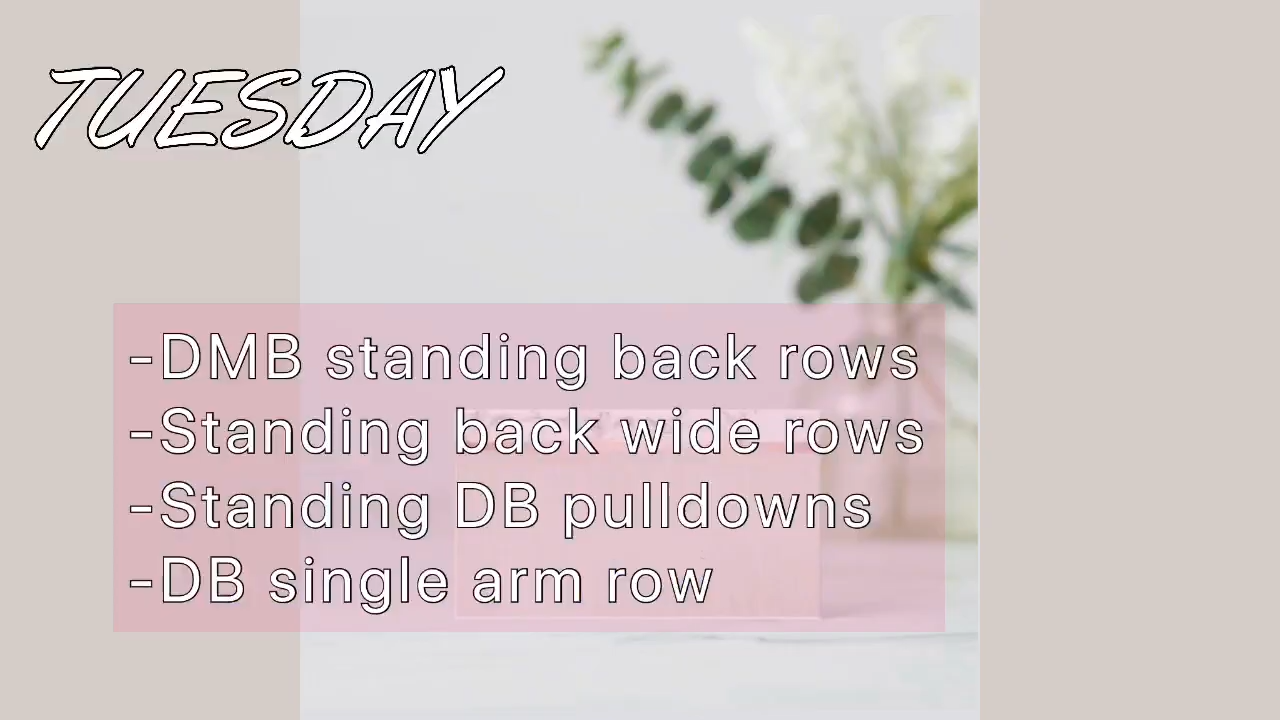 TUESDAY
-DMB standing back rows
-Standing back wide rows
-Standing DB pulldowns
-DB single arm row